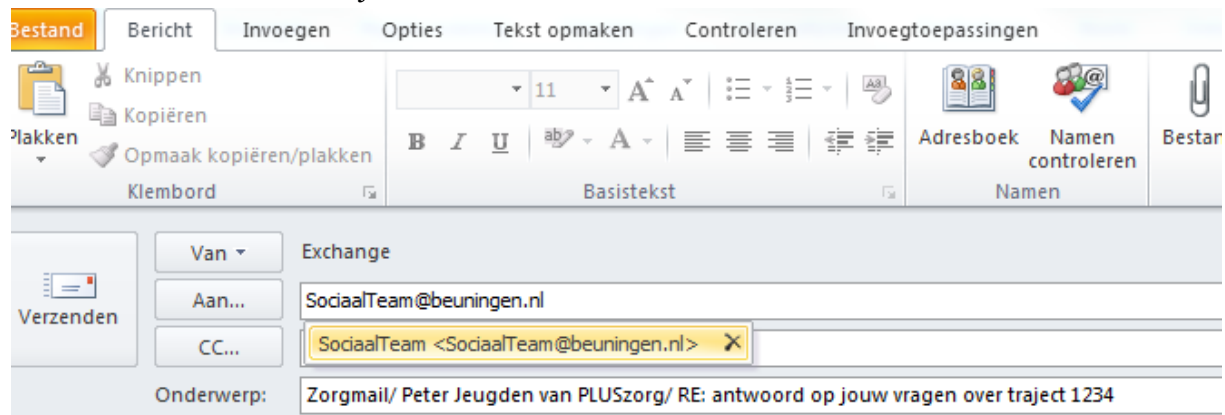 Bestand Bericht Invoegen Opties Tekst opmaken Controleren Invoegtoepassingen
Knippen
Kopiëren
Plakken
Opmaak kopiëren/plakken
Klembord
11 A A Aa
B I U ab A
Basistekst
Adresboek
Namen controleren
Namen
Bestan
Verzenden
Van Exchange
Aan... SociaalTeam@beuningen.nl
CC... SociaalTeam <SociaalTeam@beuningen.nl>
Onderwerp: Zorgmail/ Peter Jeugden van PLUSzorg/ RE: antwoord op jouw vragen over traject 1234